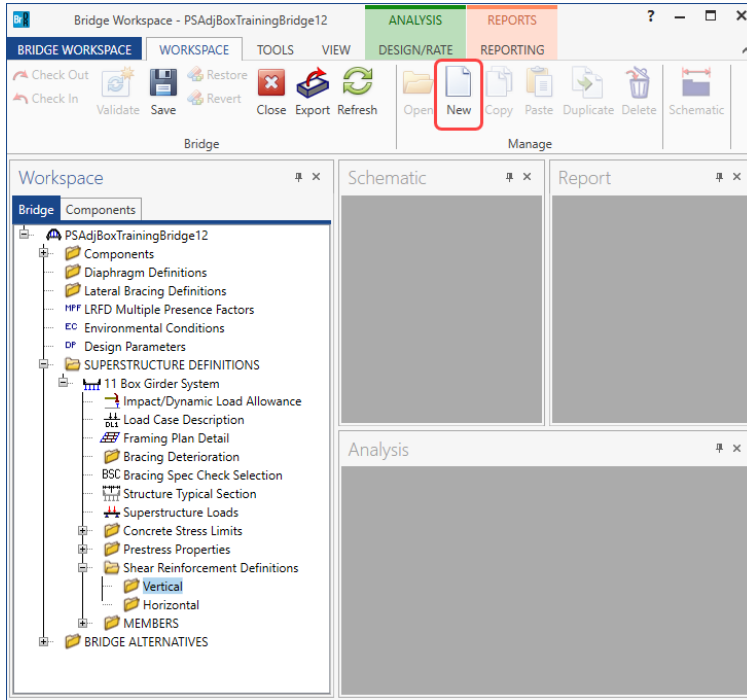 Br Bridge Workspace - PSAdjBoxTrainingBridge12 ANALYSIS REPORTS ?
BRIDGE WORKSPACE WORKSPACE TOOLS VIEW DESIGN/RATE REPORTING
Check Out
Check In
Validate
Save
Restore
Revert
Close
Export
Refresh
Open
New
Copy
Paste
Duplicate
Delete
Schematic
Bridge Manage
Workspace
Bridge Components
PSAdjBoxTrainingBridge12
Components
Diaphragm Definitions
Lateral Bracing Definitions
MPF LRFD Multiple Presence Factors
EC Environmental Conditions
DP Design Parameters
SUPERSTRUCTURE DEFINITIONS
11 Box Girder System
Impact/Dynamic Load Allowance
Load Case Description
Framing Plan Detail
Bracing Deterioration
BSC Bracing Spec Check Selection
Structure Typical Section
Superstructure Loads
Concrete Stress Limits
Prestress Properties
Shear Reinforcement Definitions
Vertical
Horizontal
MEMBERS
BRIDGE ALTERNATIVES
Schematic
Report
Analysis